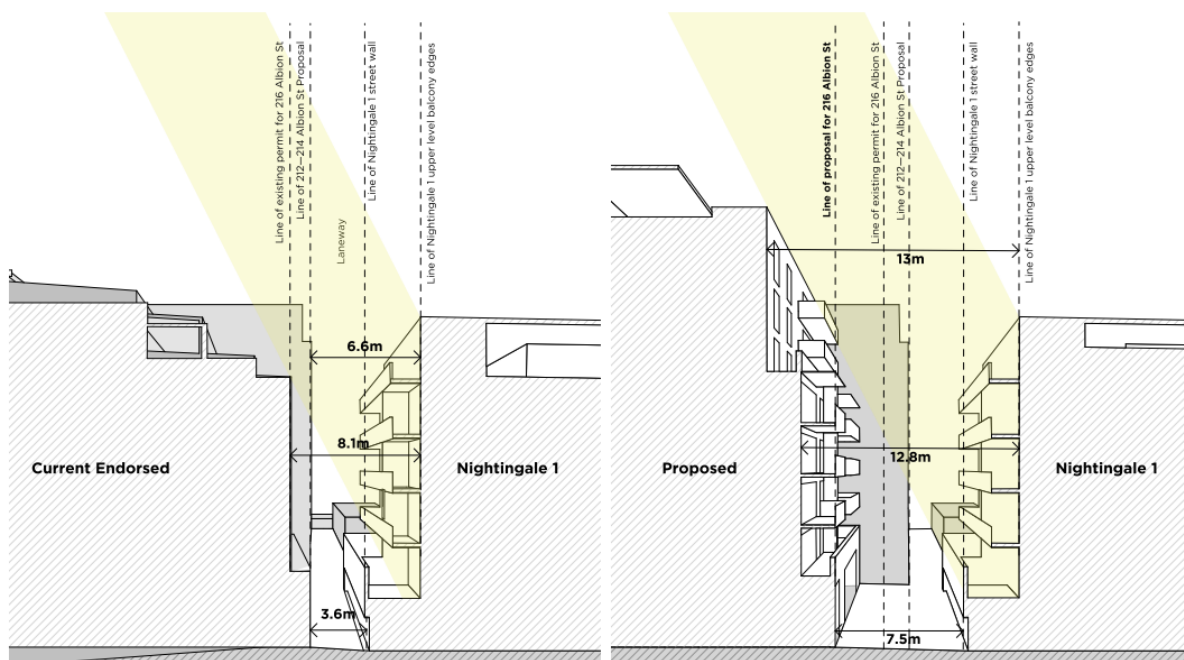 Line of existing permit for 216 Albion St
Line of 212—214 Albion St Proposal
Laneway
Line of Nightingale 1 street wall
Line of Nightingale 1 upper level balcony edges
6.6m
8.1m
Current Endorsed
Nightingale 1
3.6m
Line of proposal for 216 Albion St
Line of existing permit for 216 Albion St
Line of 212—214 Albion St Proposal
Line of Nightingale 1 street wall
Line of Nightingale 1 upper level balcony edges
13m
12.8m
Proposed
Nightingale 1
7.5m